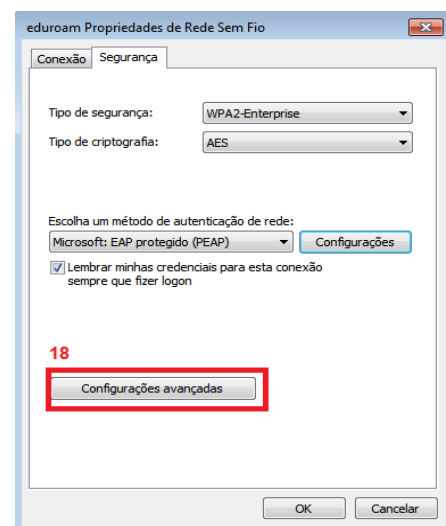 eduroam Propriedades de Rede Sem Fio
Conexão Segurança
Tipo de segurança: WPA2-Enterprise
Tipo de criptografia: AES
Escolha um método de autenticação de rede:
Microsoft: EAP protegido (PEAP) Configurações
Lembrar minhas credenciais para esta conexão
sempre que fizer logon
18
Configurações avançadas
OK Cancelar